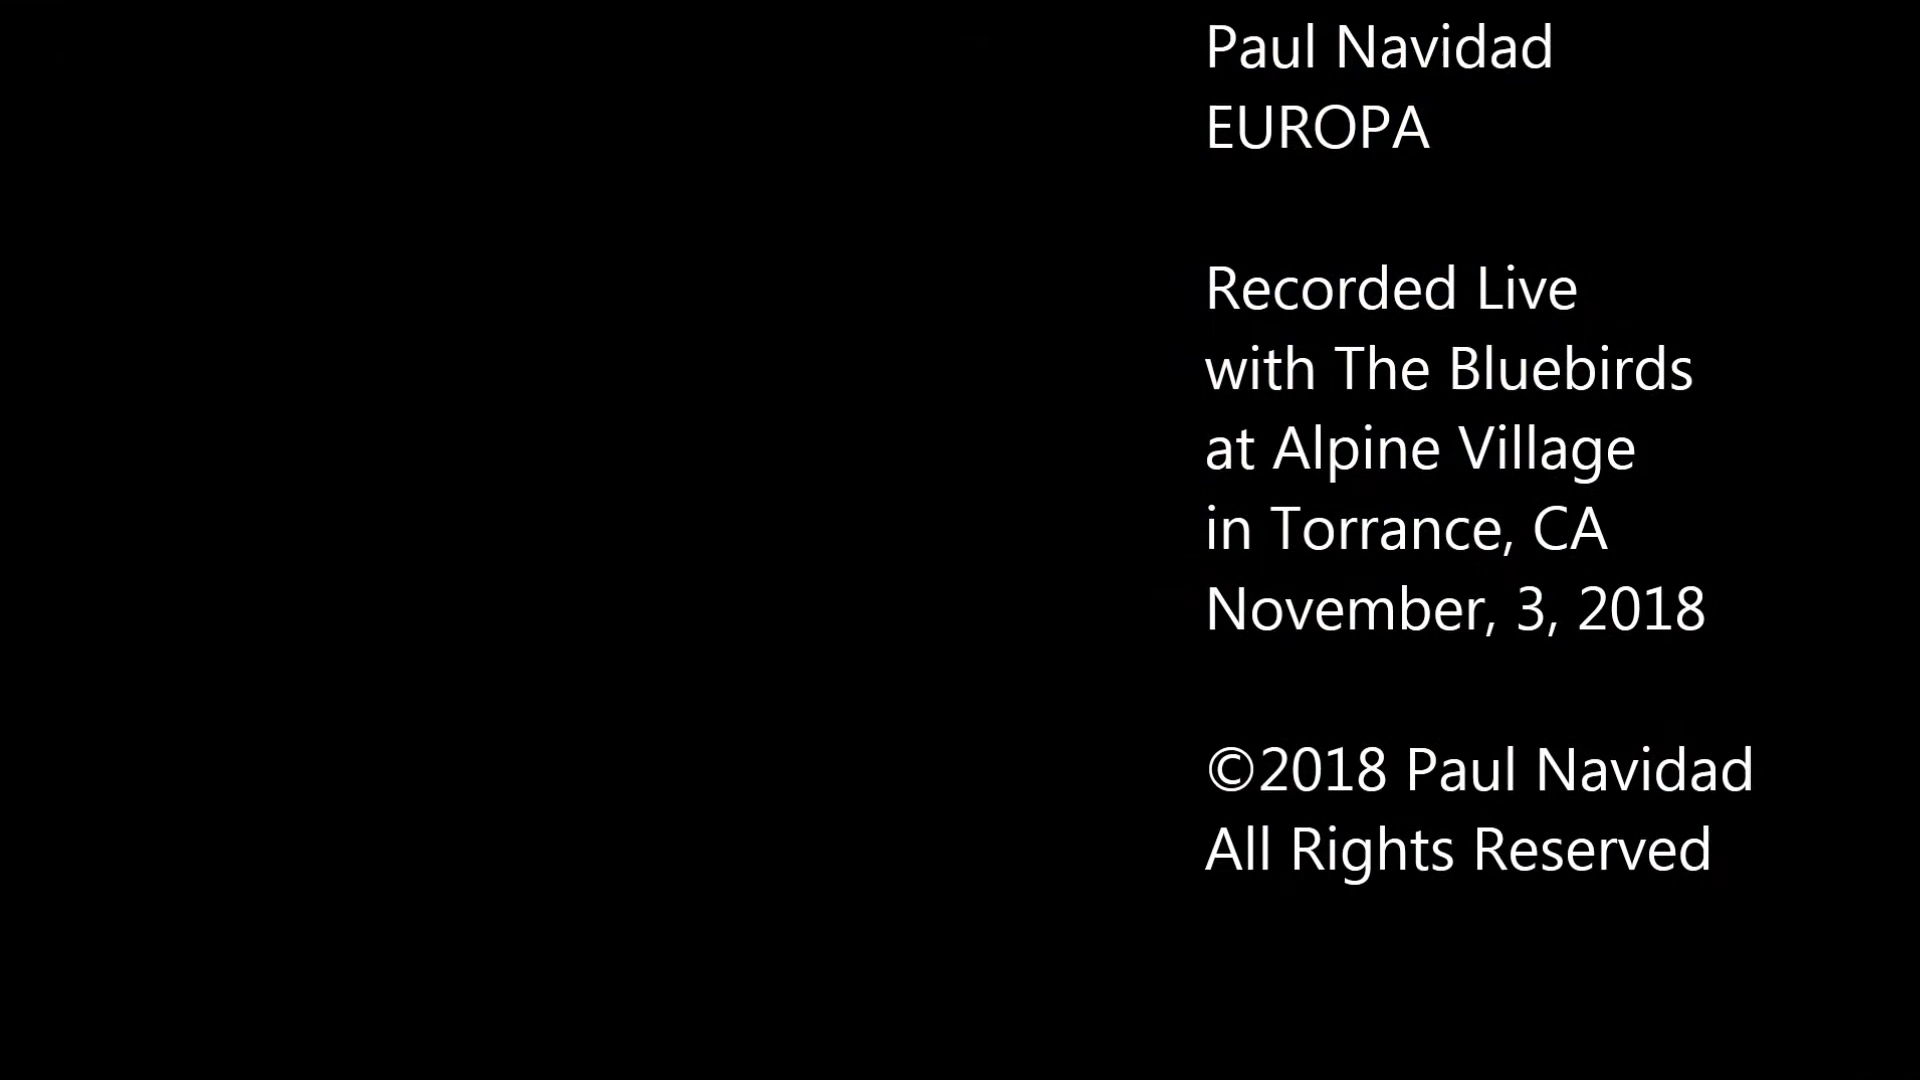 Paul Navidad
EUROPA
Recorded Live
with The Bluebirds
at Alpine Village
in Torrance, CA
November, 3, 2018
©2018 Paul Navidad
All Rights Reserved